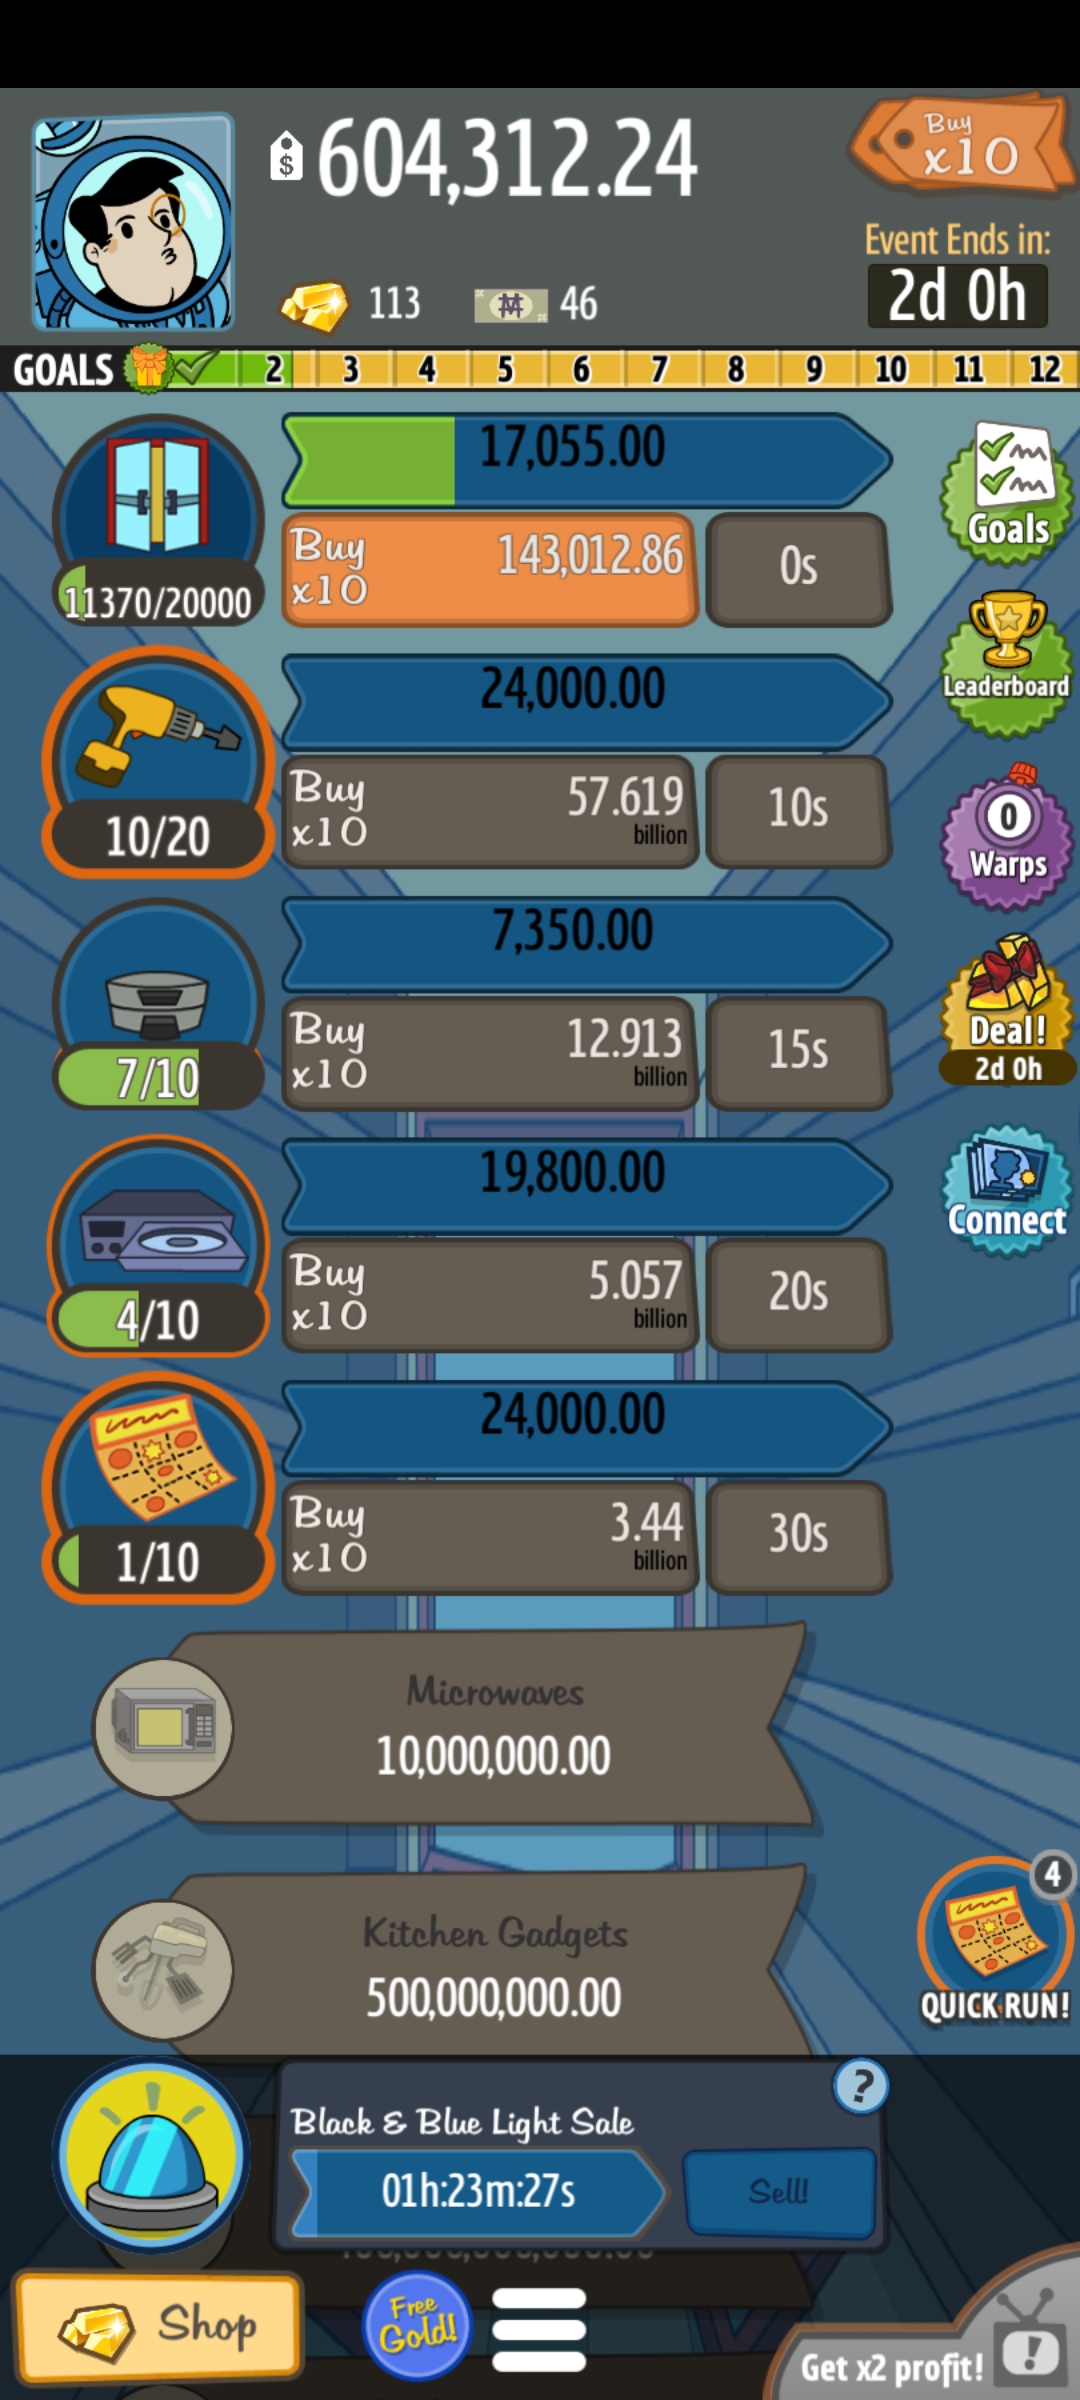 604,312.24
Buy
x10
Event Ends in:
2d 0h
113
46
GOALS 2 3 4 5 6 7 8 9 10 11 12
17,055.00
Buy
x10
143,012.86
0s
11370/20000
Goals
24,000.00
Buy
x10
57.619
billion
10s
10/20
Leaderboard
0
Warps
7,350.00
Buy
x10
12.913
billion
15s
7/10
Deal!
2d 0h
19,800.00
Buy
x10
5.057
billion
20s
4/10
Connect
24,000.00
Buy
x10
3.44
billion
30s
1/10
Microwaves
10,000,000.00
Kitchen Gadgets
500,000,000.00
4
QUICK RUN!
?
Black & Blue Light Sale
01h:23m:27s
Sell!
Shop
Free
Gold!
Get x2 profit!